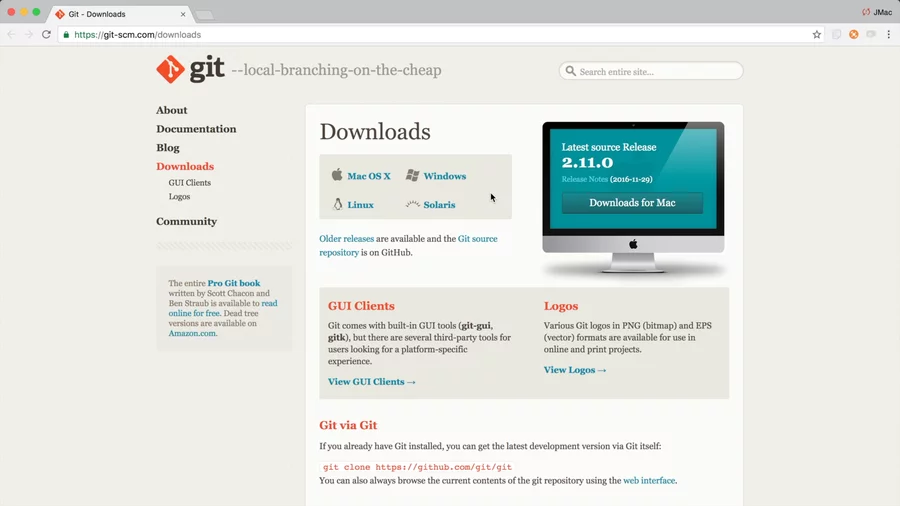 Git - Downloads
JMac
https://git-scm.com/downloads
git --local-branching-on-the-cheap
Search entire site...
About
Documentation
Blog
Downloads
GUI Clients
Logos
Community
The entire Pro Git book
written by Scott Chacon and
Ben Straub is available to read
online for free. Dead tree
versions are available on
Amazon.com.
Downloads
Mac OS X
Windows
Linux
Solaris
Older releases are available and the Git source
repository is on GitHub.
Latest source Release
2.11.0
Release Notes (2016-11-29)
Downloads for Mac
GUI Clients
Git comes with built-in GUI tools (git-gui,
gitk), but there are several third-party tools for
users looking for a platform-specific
experience.
View GUI Clients →
Logos
Various Git logos in PNG (bitmap) and EPS
(vector) formats are available for use in
online and print projects.
View Logos →
Git via Git
If you already have Git installed, you can get the latest development version via Git itself:
git clone https://github.com/git/git
You can also always browse the current contents of the git repository using the web interface.